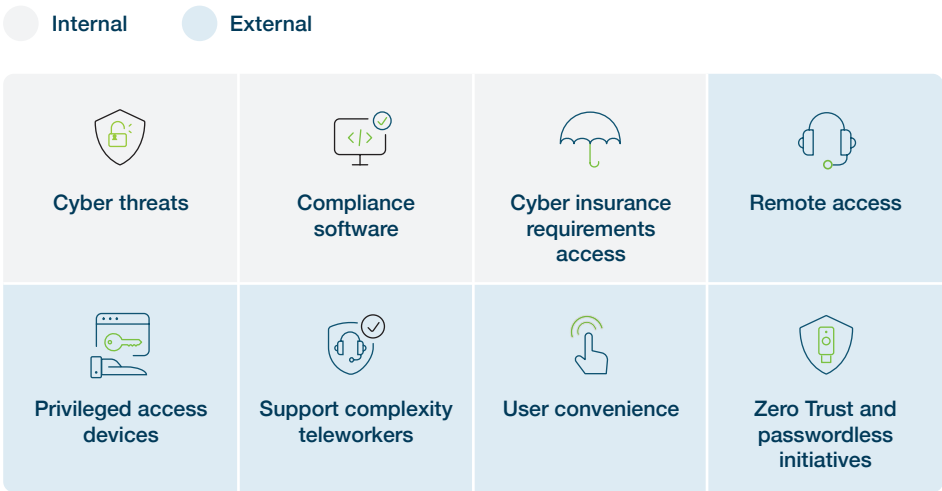 Internal
External
Cyber threats
Compliance
software
Cyber insurance
requirements
access
Remote access
Privileged access
devices
Support complexity
teleworkers
User convenience
Zero Trust and
passwordless
initiatives